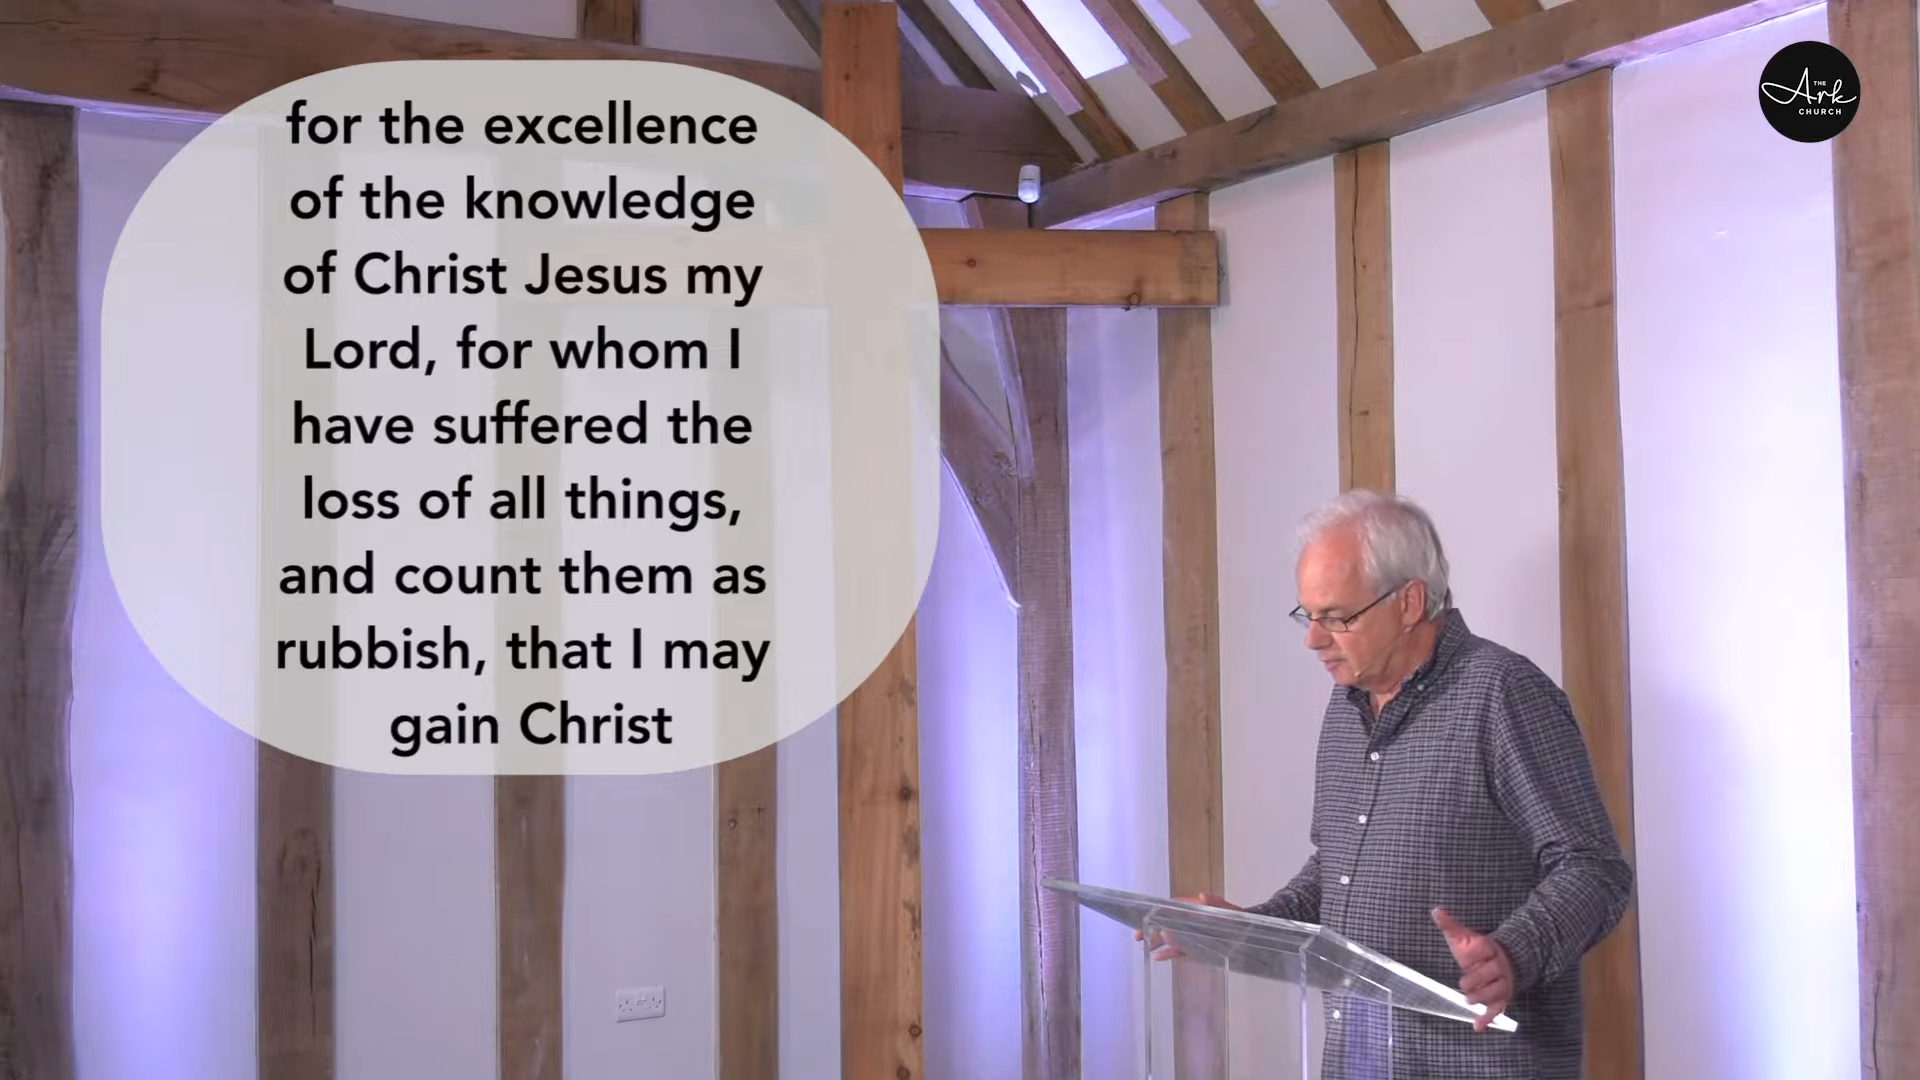 for the excellence
of the knowledge
of Christ Jesus my
Lord, for whom I
have suffered the
loss of all things,
and count them as
rubbish, that I may
gain Christ
THE
Ark
CHURCH